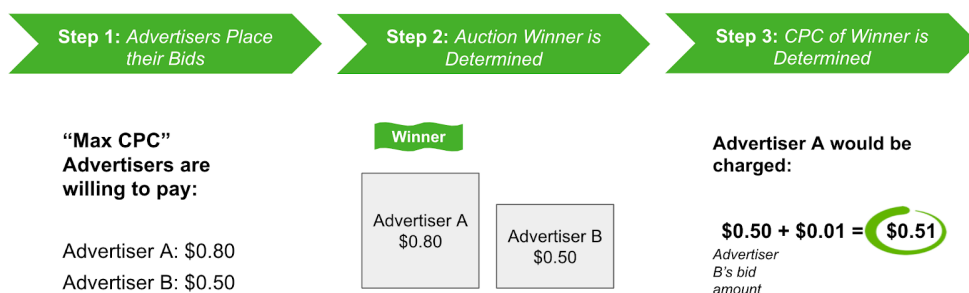 Step 1: Advertisers Place
their Bids
Step 2: Auction Winner is
Determined
Step 3: CPC of Winner is
Determined
“Max CPC”
Advertisers are
willing to pay:
Advertiser A: $0.80
Advertiser B: $0.50
Winner
Advertiser A
$0.80
Advertiser B
$0.50
Advertiser A would be
charged:
$0.50 + $0.01 = $0.51
Advertiser
B’s bid
amount